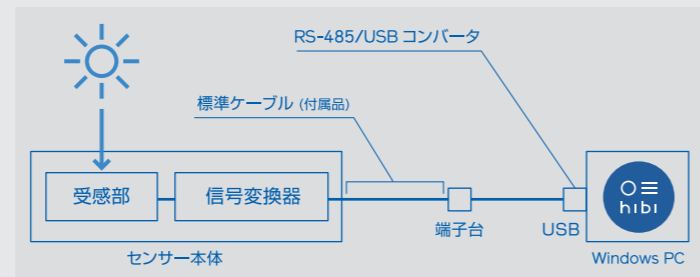 RS-485/USB コンバータ
標準ケーブル (付属品)
受感部
信号変換器
hibi
端子台
USB
センサー本体
Windows PC